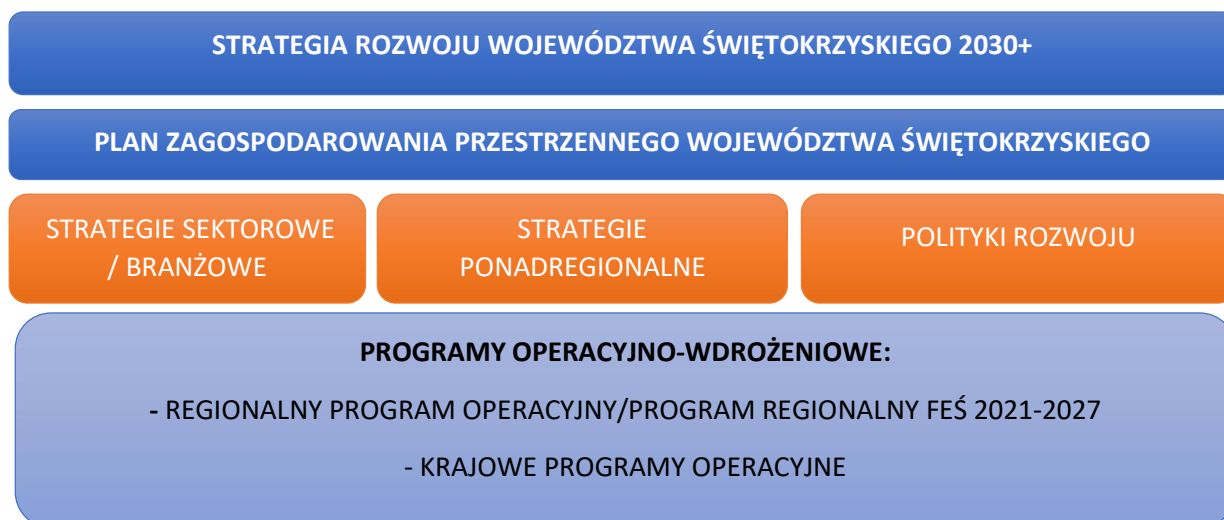 STRATEGIA ROZWOJU WOJEWÓDZTWA ŚWIĘTOKRZYSKIEGO 2030+
PLAN ZAGOSPODAROWANIA PRZESTRZENNEGO WOJEWÓDZTWA ŚWIĘTOKRZYSKIEGO
STRATEGIE SEKTOROWE
/ BRANŻOWE
STRATEGIE
PONADREGIONALNE
POLITYKI ROZWOJU
PROGRAMY OPERACYJNO-WDROŻENIOWE:
- REGIONALNY PROGRAM OPERACYJNY/PROGRAM REGIONALNY FEŚ 2021-2027
- KRAJOWE PROGRAMY OPERACYJNE